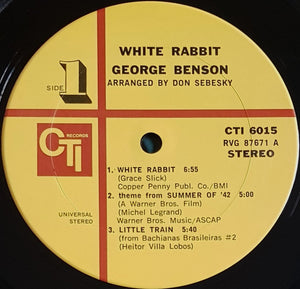 WHITE RABBIT
GEORGE BENSON
ARRANGED BY DON SEBESKY
SIDE 1
CTI RECORDS
CTI 6015
RVG 87671 A
STEREO
UNIVERSAL
STEREO
1. WHITE RABBIT 6:55
(Grace Slick)
Copper Penny Publ. Co./BMI
2. theme from SUMMER OF '42 5:00
(A Warner Bros. Film)
(Michel Legrand)
Warner Bros. Music/ASCAP
3. LITTLE TRAIN 5:40
(from Bachianas Brasileiras #2
(Heitor Villa Lobos)